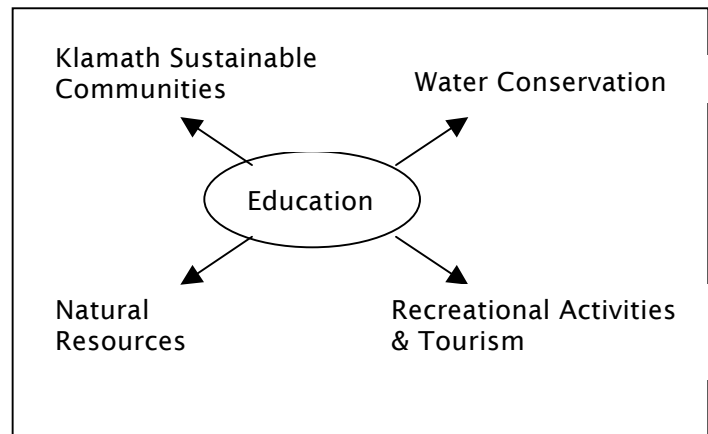 Klamath Sustainable
Communities
Water Conservation
Education
Natural
Resources
Recreational Activities
& Tourism